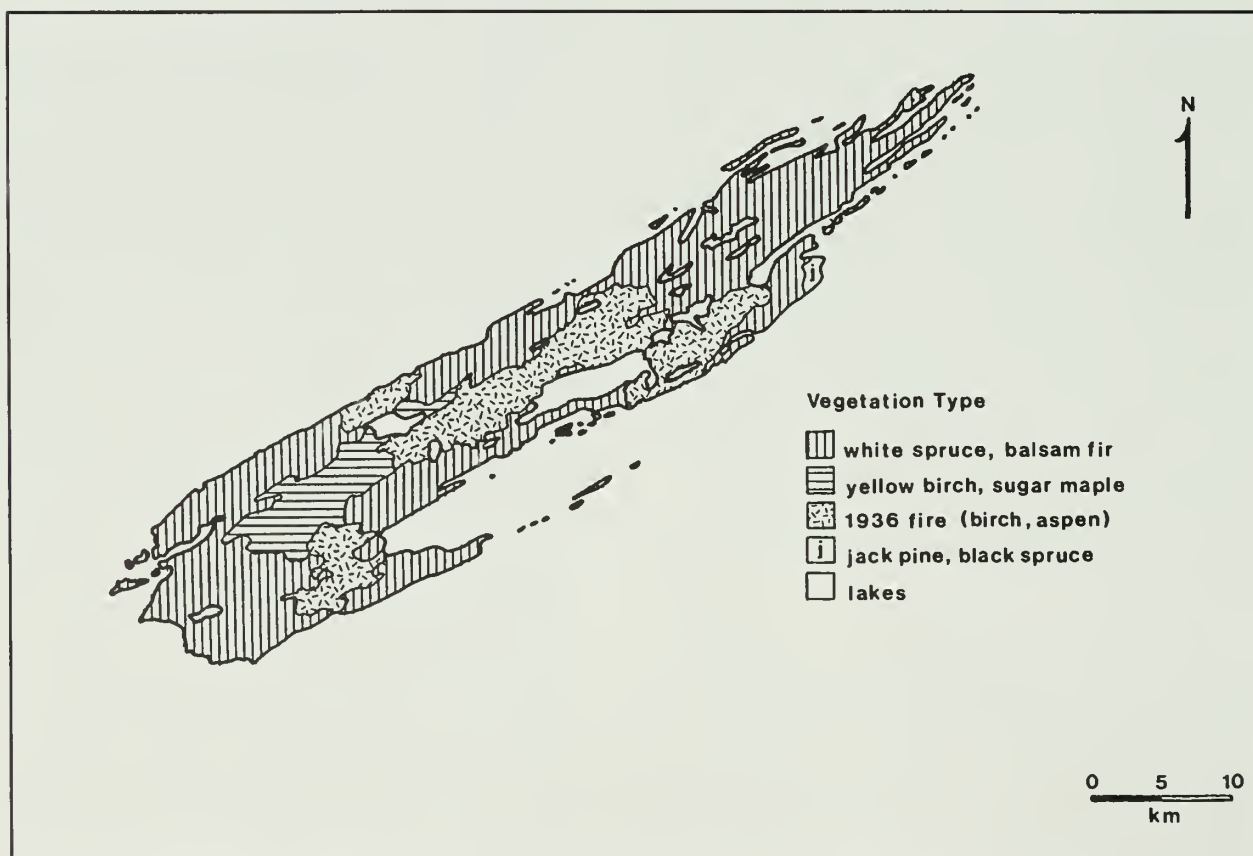 N
j
Vegetation Type
white spruce, balsam fir
yellow birch, sugar maple
1936 fire (birch, aspen)
j jack pine, black spruce
lakes
0 5 10
km